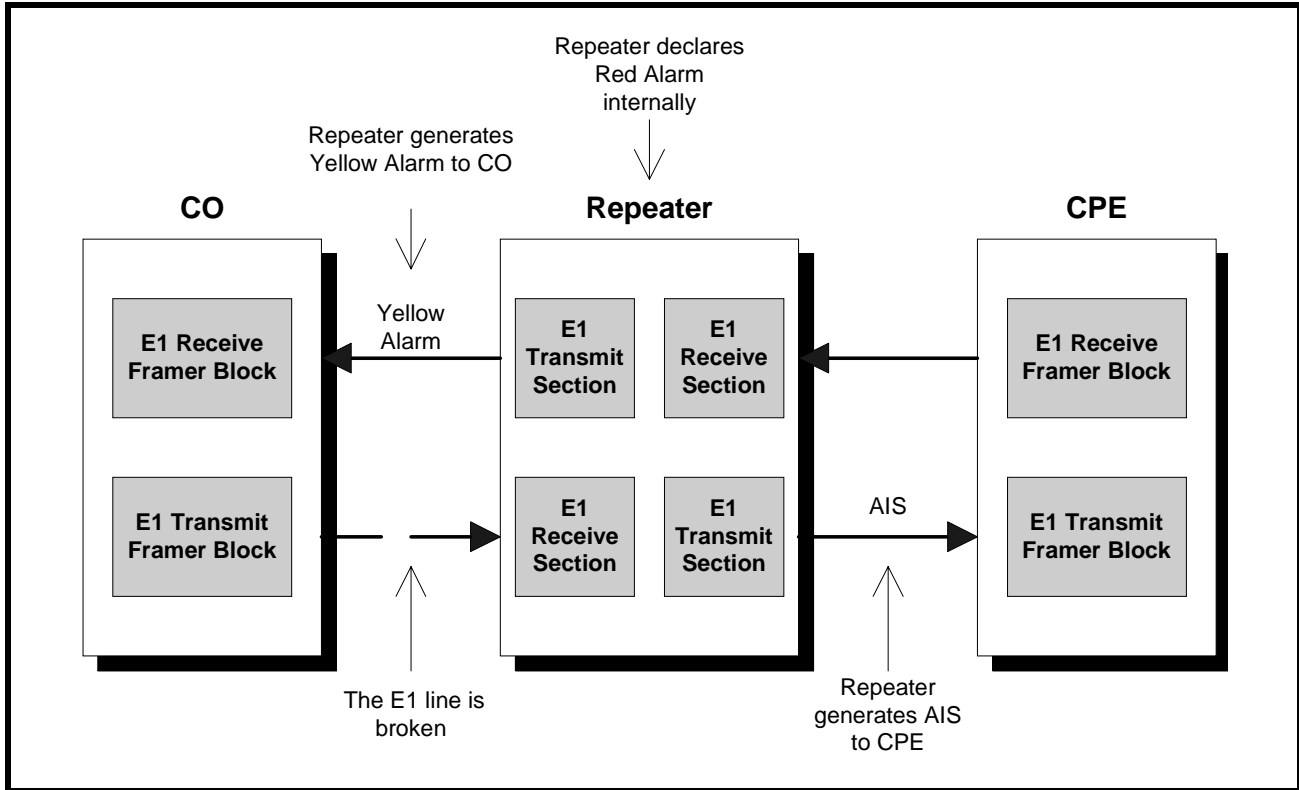 Repeater declares
Red Alarm
internally
Repeater generates
Yellow Alarm to CO
CO
Repeater
CPE
Yellow
Alarm
E1 Receive
Framer Block
E1
Transmit
Section
E1
Receive
Section
E1 Receive
Framer Block
E1 Transmit
Framer Block
E1
Receive
Section
E1
Transmit
Section
AIS
E1 Transmit
Framer Block
The E1 line is
broken
Repeater
generates AIS
to CPE